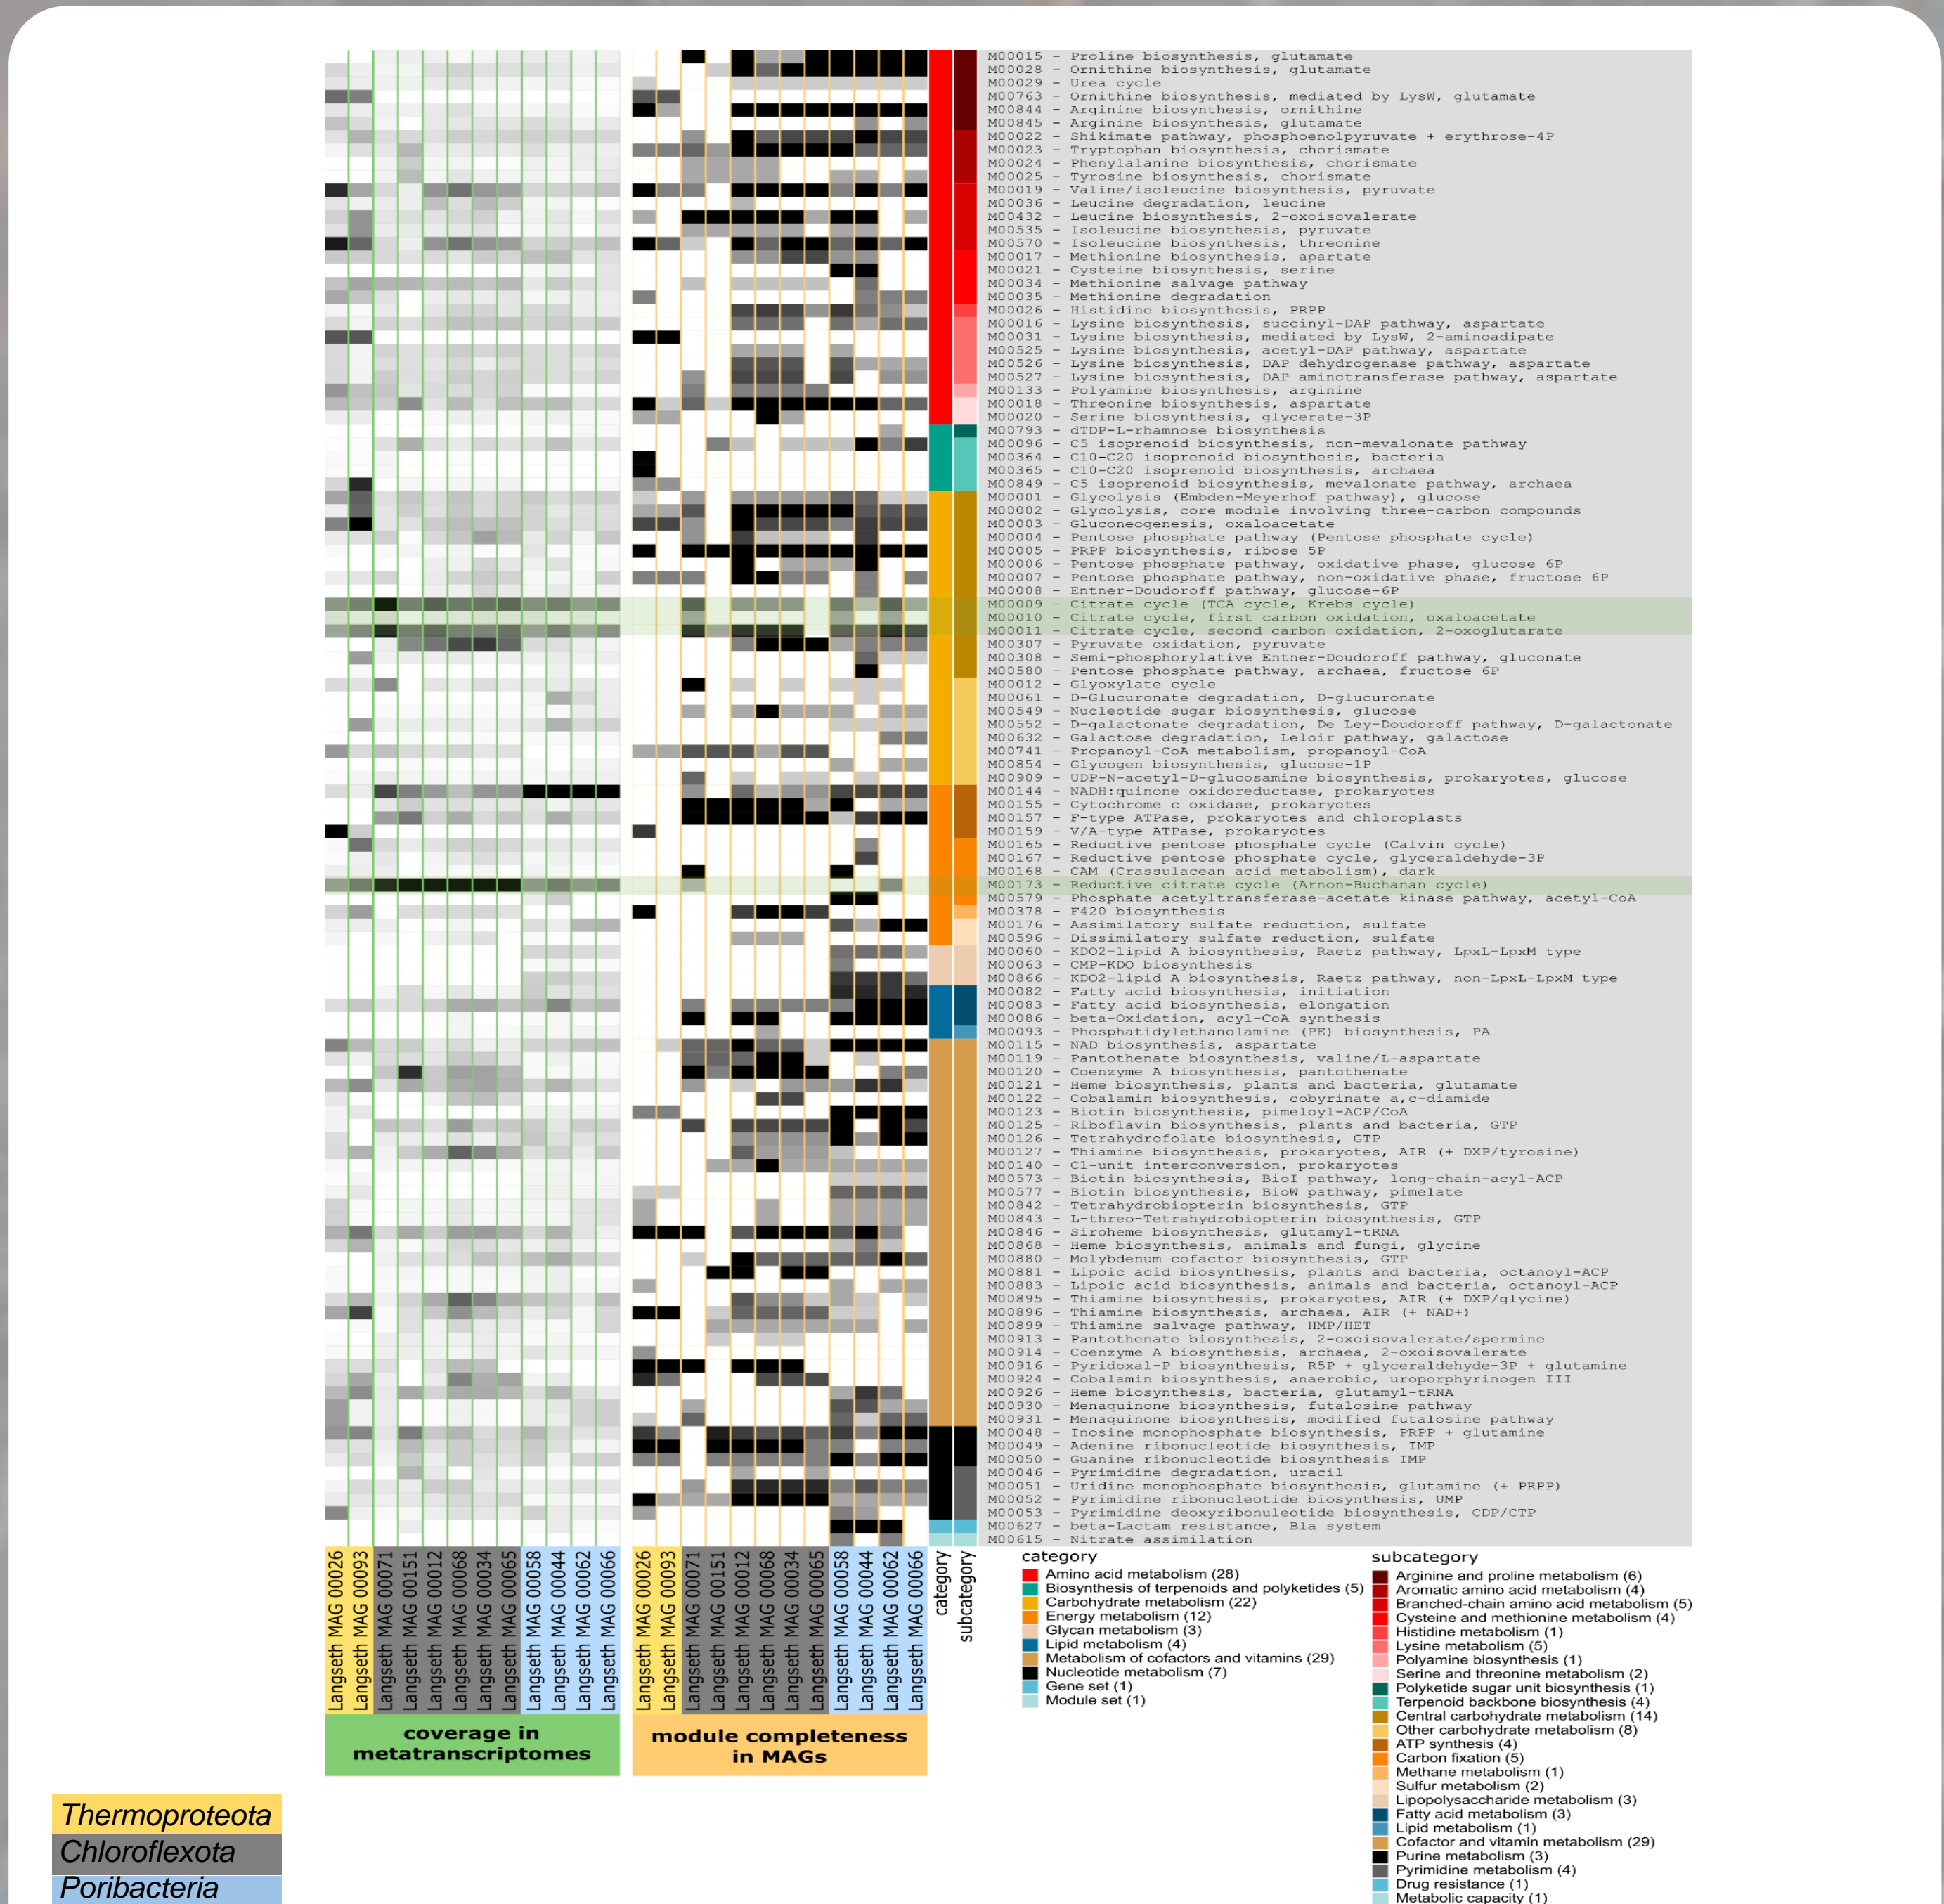 M00015 - Proline biosynthesis, glutamate
M00028 - Ornithine biosynthesis, glutamate
M00029 - Urea cycle
M00763 - Ornithine biosynthesis, mediated by LysW, glutamate
M00844 - Arginine biosynthesis, ornithine
M00845 - Arginine biosynthesis, glutamate
M00022 - Shikimate pathway, phosphoenolpyruvate + erythrose-4P
M00023 - Tryptophan biosynthesis, chorismate
M00024 - Phenylalanine biosynthesis, chorismate
M00025 - Tyrosine biosynthesis, chorismate
M00019 - Valine/isoleucine biosynthesis, pyruvate
M00036 - Leucine degradation, leucine
M00432 - Leucine biosynthesis, 2-oxoisovalerate
M00535 - Isoleucine biosynthesis, pyruvate
M00570 - Isoleucine biosynthesis, threonine
M00017 - Methionine biosynthesis, apartate
M00021 - Cysteine biosynthesis, serine
M00034 - Methionine salvage pathway
M00035 - Methionine degradation
M00026 - Histidine biosynthesis, PRPP
M00016 - Lysine biosynthesis, succinyl-DAP pathway, aspartate
M00031 - Lysine biosynthesis, mediated by LysW, 2-aminoadipate
M00525 - Lysine biosynthesis, acetyl-DAP pathway, aspartate
M00526 - Lysine biosynthesis, DAP dehydrogenase pathway, aspartate
M00527 - Lysine biosynthesis, DAP aminotransferase pathway, aspartate
M00133 - Polyamine biosynthesis, arginine
M00018 - Threonine biosynthesis, aspartate
M00020 - Serine biosynthesis, glycerate-3P
M00793 - dTDP-L-rhamnose biosynthesis
M00096 - C5 isoprenoid biosynthesis, non-mevalonate pathway
M00364 - C10-C20 isoprenoid biosynthesis, bacteria
M00365 - C10-C20 isoprenoid biosynthesis, archaea
M00849 - C5 isoprenoid biosynthesis, mevalonate pathway, archaea
M00001 - Glycolysis (Embden-Meyerhof pathway), glucose
M00002 - Glycolysis, core module involving three-carbon compounds
M00003 - Gluconeogenesis, oxaloacetate
M00004 - Pentose phosphate pathway (Pentose phosphate cycle)
M00005 - PRPP biosynthesis, ribose 5P
M00006 - Pentose phosphate pathway, oxidative phase, glucose 6P
M00007 - Pentose phosphate pathway, non-oxidative phase, fructose 6P
M00008 - Entner-Doudoroff pathway, glucose-6P
M00009 - Citrate cycle (TCA cycle, Krebs cycle)
M00010 - Citrate cycle, first carbon oxidation, oxaloacetate
M00011 - Citrate cycle, second carbon oxidation, 2-oxoglutarate
M00307 - Pyruvate oxidation, pyruvate
M00308 - Semi-phosphorylative Entner-Doudoroff pathway, gluconate
M00580 - Pentose phosphate pathway, archaea, fructose 6P
M00012 - Glyoxylate cycle
M00061 - D-Glucuronate degradation, D-glucuronate
M00549 - Nucleotide sugar biosynthesis, glucose
M00552 - D-galactonate degradation, De Ley-Doudoroff pathway, D-galactonate
M00632 - Galactose degradation, Leloir pathway, galactose
M00741 - Propanoyl-CoA metabolism, propanoyl-CoA
M00854 - Glycogen biosynthesis, glucose-1P
M00909 - UDP-N-acetyl-D-glucosamine biosynthesis, prokaryotes, glucose
M00144 - NADH:quinone oxidoreductase, prokaryotes
M00155 - Cytochrome c oxidase, prokaryotes
M00157 - F-type ATPase, prokaryotes and chloroplasts
M00159 - V/A-type ATPase, prokaryotes
M00165 - Reductive pentose phosphate cycle (Calvin cycle)
M00167 - Reductive pentose phosphate cycle, glyceraldehyde-3P
M00168 - CAM (Crassulacean acid metabolism), dark
M00173 - Reductive citrate cycle (Arnon-Buchanan cycle)
M00579 - Phosphate acetyltransferase-acetate kinase pathway, acetyl-CoA
M00378 - F420 biosynthesis
M00176 - Assimilatory sulfate reduction, sulfate
M00596 - Dissimilatory sulfate reduction, sulfate
M00060 - KDO2-lipid A biosynthesis, Raetz pathway, LpxL-LpxM type
M00063 - CMP-KDO biosynthesis
M00866 - KDO2-lipid A biosynthesis, Raetz pathway, non-LpxL-LpxM type
M00082 - Fatty acid biosynthesis, initiation
M00083 - Fatty acid biosynthesis, elongation
M00086 - beta-Oxidation, acyl-CoA synthesis
M00093 - Phosphatidylethanolamine (PE) biosynthesis, PA
M00115 - NAD biosynthesis, aspartate
M00119 - Pantothenate biosynthesis, valine/L-aspartate
M00120 - Coenzyme A biosynthesis, pantothenate
M00121 - Heme biosynthesis, plants and bacteria, glutamate
M00122 - Cobalamin biosynthesis, cobyrinate a,c-diamide
M00123 - Biotin biosynthesis, pimeloyl-ACP/CoA
M00125 - Riboflavin biosynthesis, plants and bacteria, GTP
M00126 - Tetrahydrofolate biosynthesis, GTP
M00127 - Thiamine biosynthesis, prokaryotes, AIR (+ DXP/tyrosine)
M00140 - C1-unit interconversion, prokaryotes
M00573 - Biotin biosynthesis, BioI pathway, long-chain-acyl-ACP
M00577 - Biotin biosynthesis, BioW pathway, pimelate
M00842 - Tetrahydrobiopterin biosynthesis, GTP
M00843 - L-threo-Tetrahydrobiopterin biosynthesis, GTP
M00846 - Siroheme biosynthesis, glutamyl-tRNA
M00868 - Heme biosynthesis, animals and fungi, glycine
M00880 - Molybdenum cofactor biosynthesis, GTP
M00881 - Lipoic acid biosynthesis, plants and bacteria, octanoyl-ACP
M00883 - Lipoic acid biosynthesis, animals and bacteria, octanoyl-ACP
M00895 - Thiamine biosynthesis, prokaryotes, AIR (+ DXP/glycine)
M00896 - Thiamine biosynthesis, archaea, AIR (+ NAD+)
M00899 - Thiamine salvage pathway, HMP/HET
M00913 - Pantothenate biosynthesis, 2-oxoisovalerate/spermine
M00914 - Coenzyme A biosynthesis, archaea, 2-oxoisovalerate
M00916 - Pyridoxal-P biosynthesis, R5P + glyceraldehyde-3P + glutamine
M00924 - Cobalamin biosynthesis, anaerobic, uroporphyrinogen III
M00926 - Heme biosynthesis, bacteria, glutamyl-tRNA
M00930 - Menaquinone biosynthesis, futalosine pathway
M00931 - Menaquinone biosynthesis, modified futalosine pathway
M00048 - Inosine monophosphate biosynthesis, PRPP + glutamine
M00049 - Adenine ribonucleotide biosynthesis, IMP
M00050 - Guanine ribonucleotide biosynthesis IMP
M00046 - Pyrimidine degradation, uracil
M00051 - Uridine monophosphate biosynthesis, glutamine (+ PRPP)
M00052 - Pyrimidine ribonucleotide biosynthesis, UMP
M00053 - Pyrimidine deoxyribonuleotide biosynthesis, CDP/CTP
M00627 - beta-Lactam resistance, Bla system
M00615 - Nitrate assimilation
Langseth MAG 00026
Langseth MAG 00093
Langseth MAG 00071
Langseth MAG 00151
Langseth MAG 00012
Langseth MAG 00068
Langseth MAG 00034
Langseth MAG 00065
Langseth MAG 00058
Langseth MAG 00044
Langseth MAG 00062
Langseth MAG 00066
Langseth MAG 00026
Langseth MAG 00093
Langseth MAG 00071
Langseth MAG 00151
Langseth MAG 00012
Langseth MAG 00068
Langseth MAG 00034
Langseth MAG 00065
Langseth MAG 00058
Langseth MAG 00044
Langseth MAG 00062
Langseth MAG 00066
category
subcategory
coverage in
metatranscriptomes
module completeness
in MAGs
category
Amino acid metabolism (28)
Biosynthesis of terpenoids and polyketides (5)
Carbohydrate metabolism (22)
Energy metabolism (12)
Glycan metabolism (3)
Lipid metabolism (4)
Metabolism of cofactors and vitamins (29)
Nucleotide metabolism (7)
Gene set (1)
Module set (1)
subcategory
Arginine and proline metabolism (6)
Aromatic amino acid metabolism (4)
Branched-chain amino acid metabolism (5)
Cysteine and methionine metabolism (4)
Histidine metabolism (1)
Lysine metabolism (5)
Polyamine biosynthesis (1)
Serine and threonine metabolism (2)
Polyketide sugar unit biosynthesis (1)
Terpenoid backbone biosynthesis (4)
Central carbohydrate metabolism (14)
Other carbohydrate metabolism (8)
ATP synthesis (4)
Carbon fixation (5)
Methane metabolism (1)
Sulfur metabolism (2)
Lipopolysaccharide metabolism (3)
Fatty acid metabolism (3)
Lipid metabolism (1)
Cofactor and vitamin metabolism (29)
Purine metabolism (3)
Pyrimidine metabolism (4)
Drug resistance (1)
Metabolic capacity (1)
Thermoproteota
Chloroflexota
Poribacteria